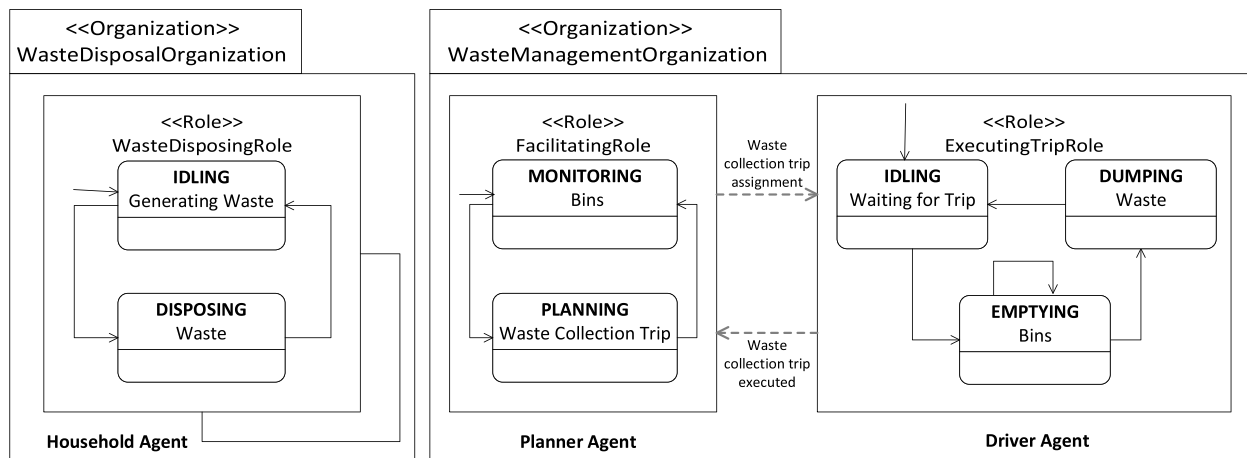 <<Organization>>
WasteDisposalOrganization
<<Role>>
WasteDisposingRole
IDLING
Generating Waste
DISPOSING
Waste
Household Agent
<<Organization>>
WasteManagementOrganization
<<Role>>
FacilitatingRole
MONITORING
Bins
PLANNING
Waste Collection Trip
Planner Agent
Waste
collection trip
assignment
Waste
collection trip
executed
<<Role>>
ExecutingTripRole
IDLING
Waiting for Trip
DUMPING
Waste
EMPTYING
Bins
Driver Agent